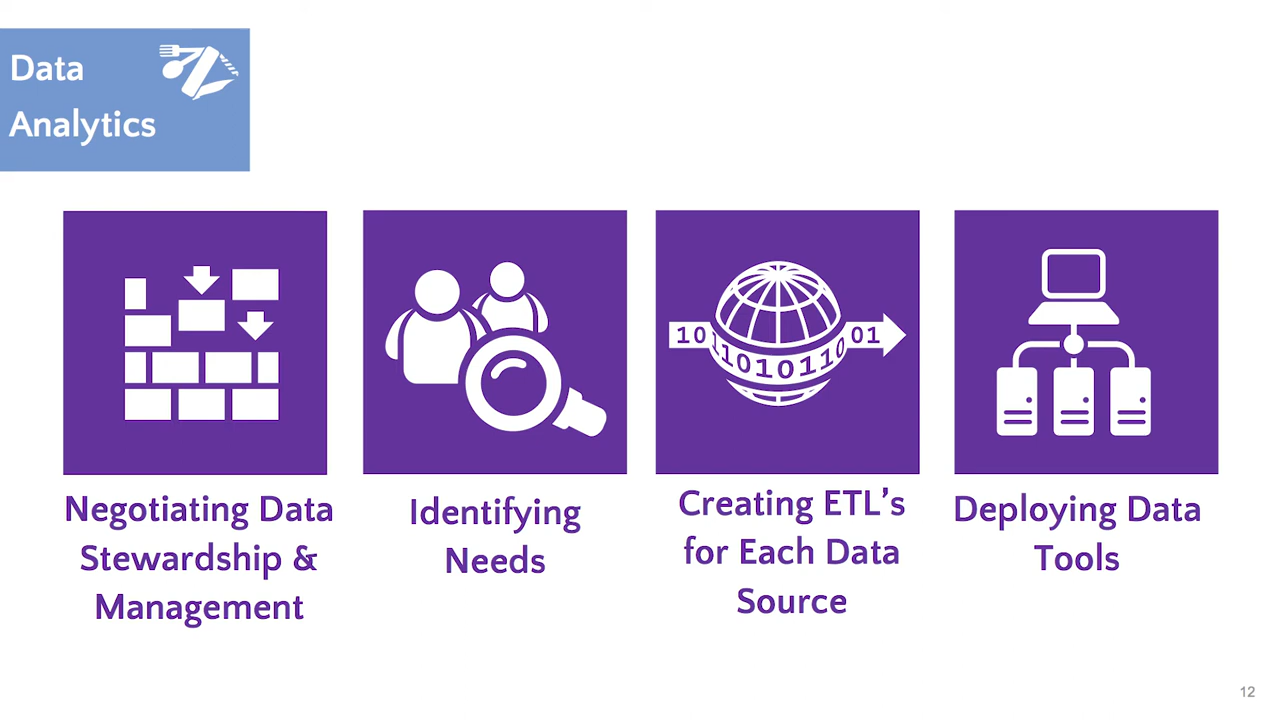 Data
Analytics
10
11010110
01
Negotiating Data
Stewardship &
Management
Identifying
Needs
Creating ETL’s
for Each Data
Source
Deploying Data
Tools
12